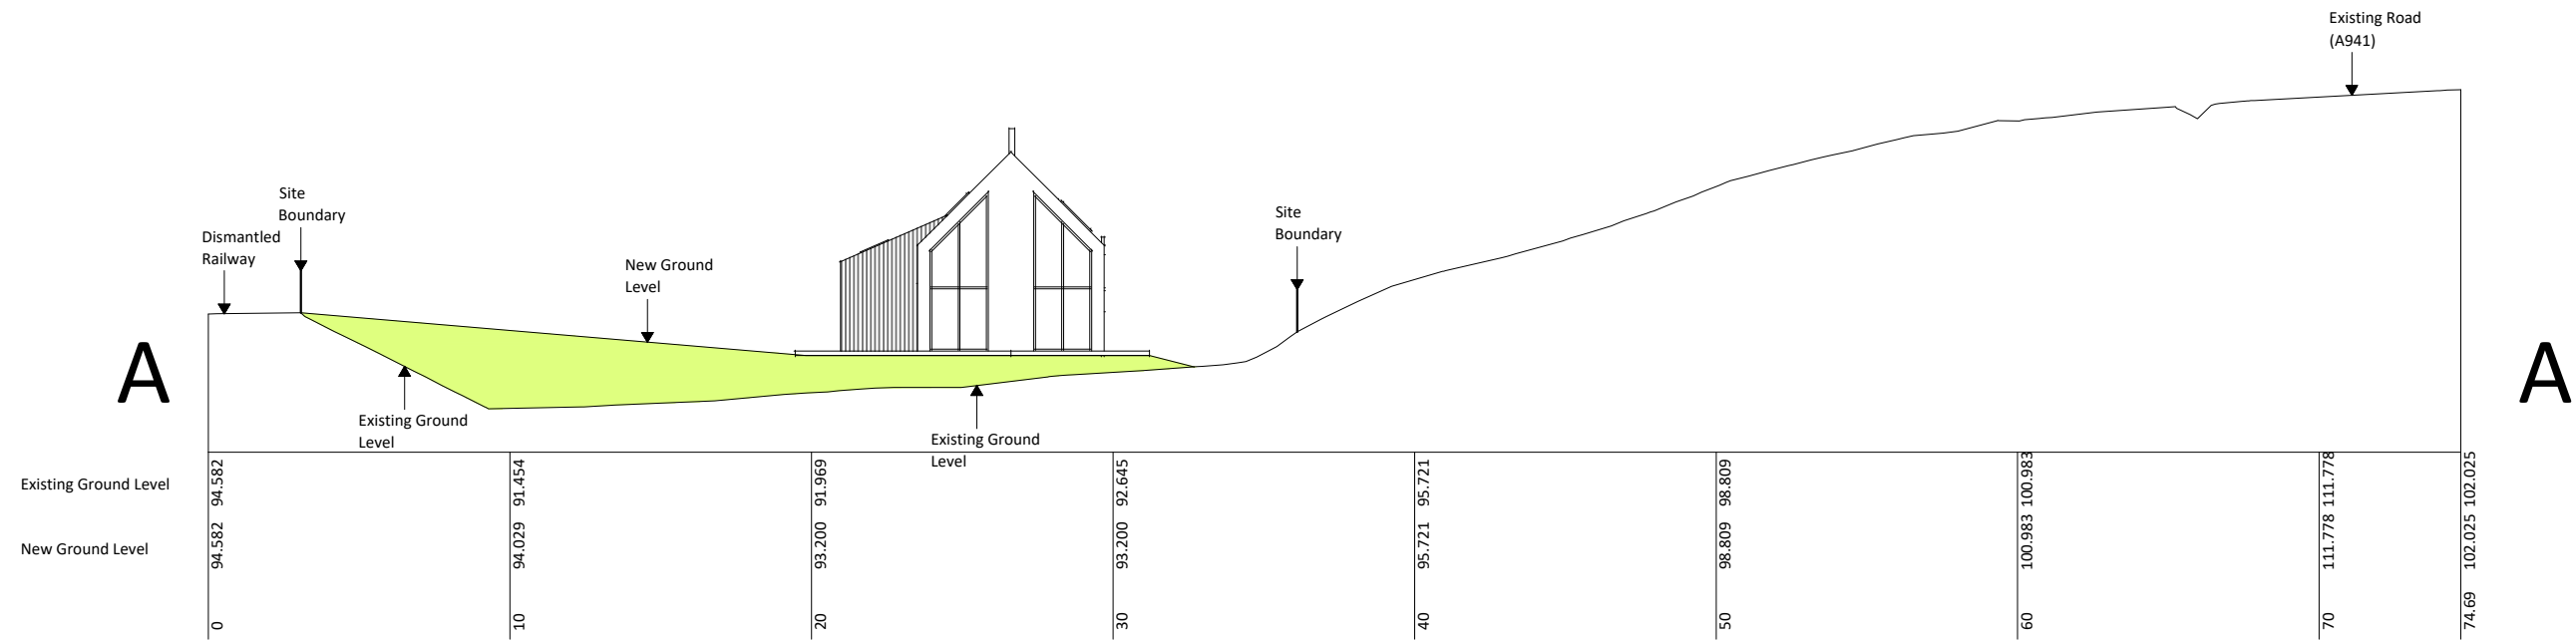 Existing Road
(A941)
Site
Boundary
Site
Boundary
Dismantled
Railway
New Ground
Level
A
A
Existing Ground
Level
Existing Ground
Level
Existing Ground Level
94.582
91.454
91.969
92.645
95.721
98.809
100.983
111.778
102.025
New Ground Level
94.582
94.029
93.200
93.200
95.721
98.809
100.983
111.778
102.025
0
10
20
30
40
50
60
70
74.69